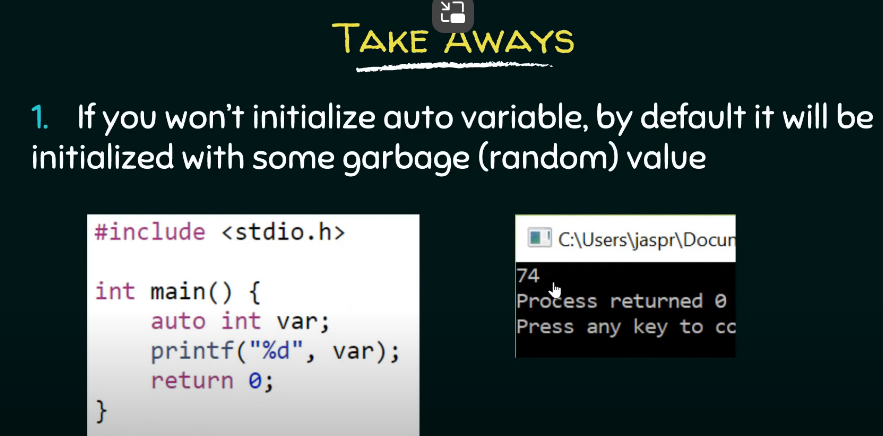 TAKE AWAYS
1. If you won't initialize auto variable, by default it will be
initialized with some garbage (random) value
#include <stdio.h>
int main() {
    auto int var;
    printf("%d", var);
    return 0;
}
C:\Users\jaspr\Docun
74
Process returned 0
Press any key to cc